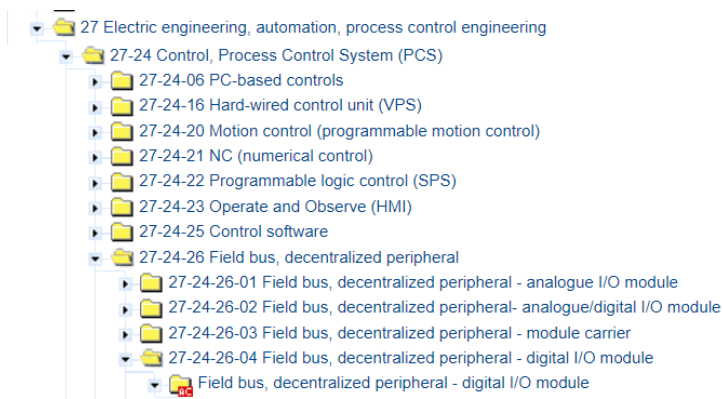 27 Electric engineering, automation, process control engineering
27-24 Control, Process Control System (PCS)
27-24-06 PC-based controls
27-24-16 Hard-wired control unit (VPS)
27-24-20 Motion control (programmable motion control)
27-24-21 NC (numerical control)
27-24-22 Programmable logic control (SPS)
27-24-23 Operate and Observe (HMI)
27-24-25 Control software
27-24-26 Field bus, decentralized peripheral
27-24-26-01 Field bus, decentralized peripheral - analogue I/O module
27-24-26-02 Field bus, decentralized peripheral- analogue/digital I/O module
27-24-26-03 Field bus, decentralized peripheral - module carrier
27-24-26-04 Field bus, decentralized peripheral - digital I/O module
AC Field bus, decentralized peripheral - digital I/O module